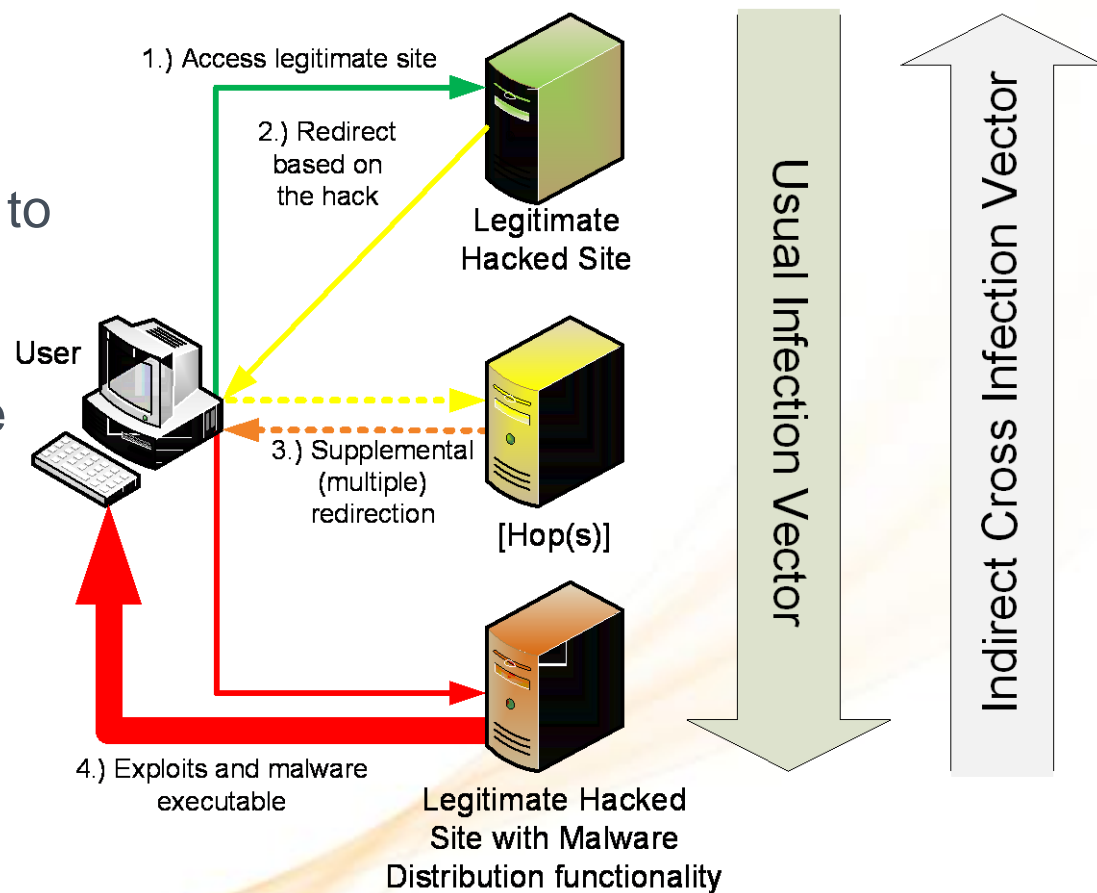 1.) Access legitimate site
2.) Redirect
based on
the hack
to
Legitimate
Hacked Site
User
e
3.) Supplemental
(multiple)
redirection
[Hop(s)]
4.) Exploits and malware
executable
Legitimate Hacked
Site with Malware
Distribution functionality
Usual Infection Vector
Indirect Cross Infection Vector